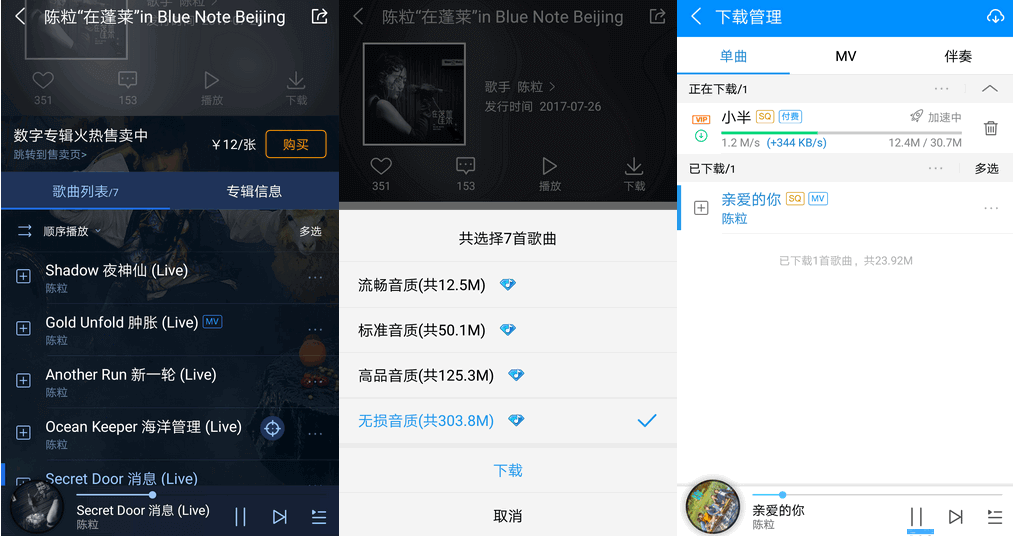 陈粒“在蓬莱”in Blue Note Beijing
歌手 陈粒 >
351
153
播放
下载
数字专辑火热售卖中
跳转到售卖页>
￥12/张
购买
歌曲列表/7
专辑信息
顺序播放
多选
Shadow 夜神仙 (Live)
陈粒
Gold Unfold 肿胀 (Live) MV
陈粒
Another Run 新一轮 (Live)
陈粒
Ocean Keeper 海洋管理 (Live)
陈粒
Secret Door 消息 (Live)
Secret Door 消息 (Live)
陈粒
陈粒“在蓬莱”in Blue Note Beijing
歌手 陈粒 >
发行时间 2017-07-26
351
153
播放
下载
共选择7首歌曲
流畅音质(共12.5M)
标准音质(共50.1M)
高品音质(共125.3M)
无损音质(共303.8M)
下载
取消
下载管理
单曲
MV
伴奏
正在下载/1
VIP
小半 SQ 付费
加速中
1.2 M/s (+344 KB/s)
12.4M / 30.7M
已下载/1
多选
亲爱的你 SQ MV
陈粒
已下载1首歌曲，共23.92M
亲爱的你
陈粒